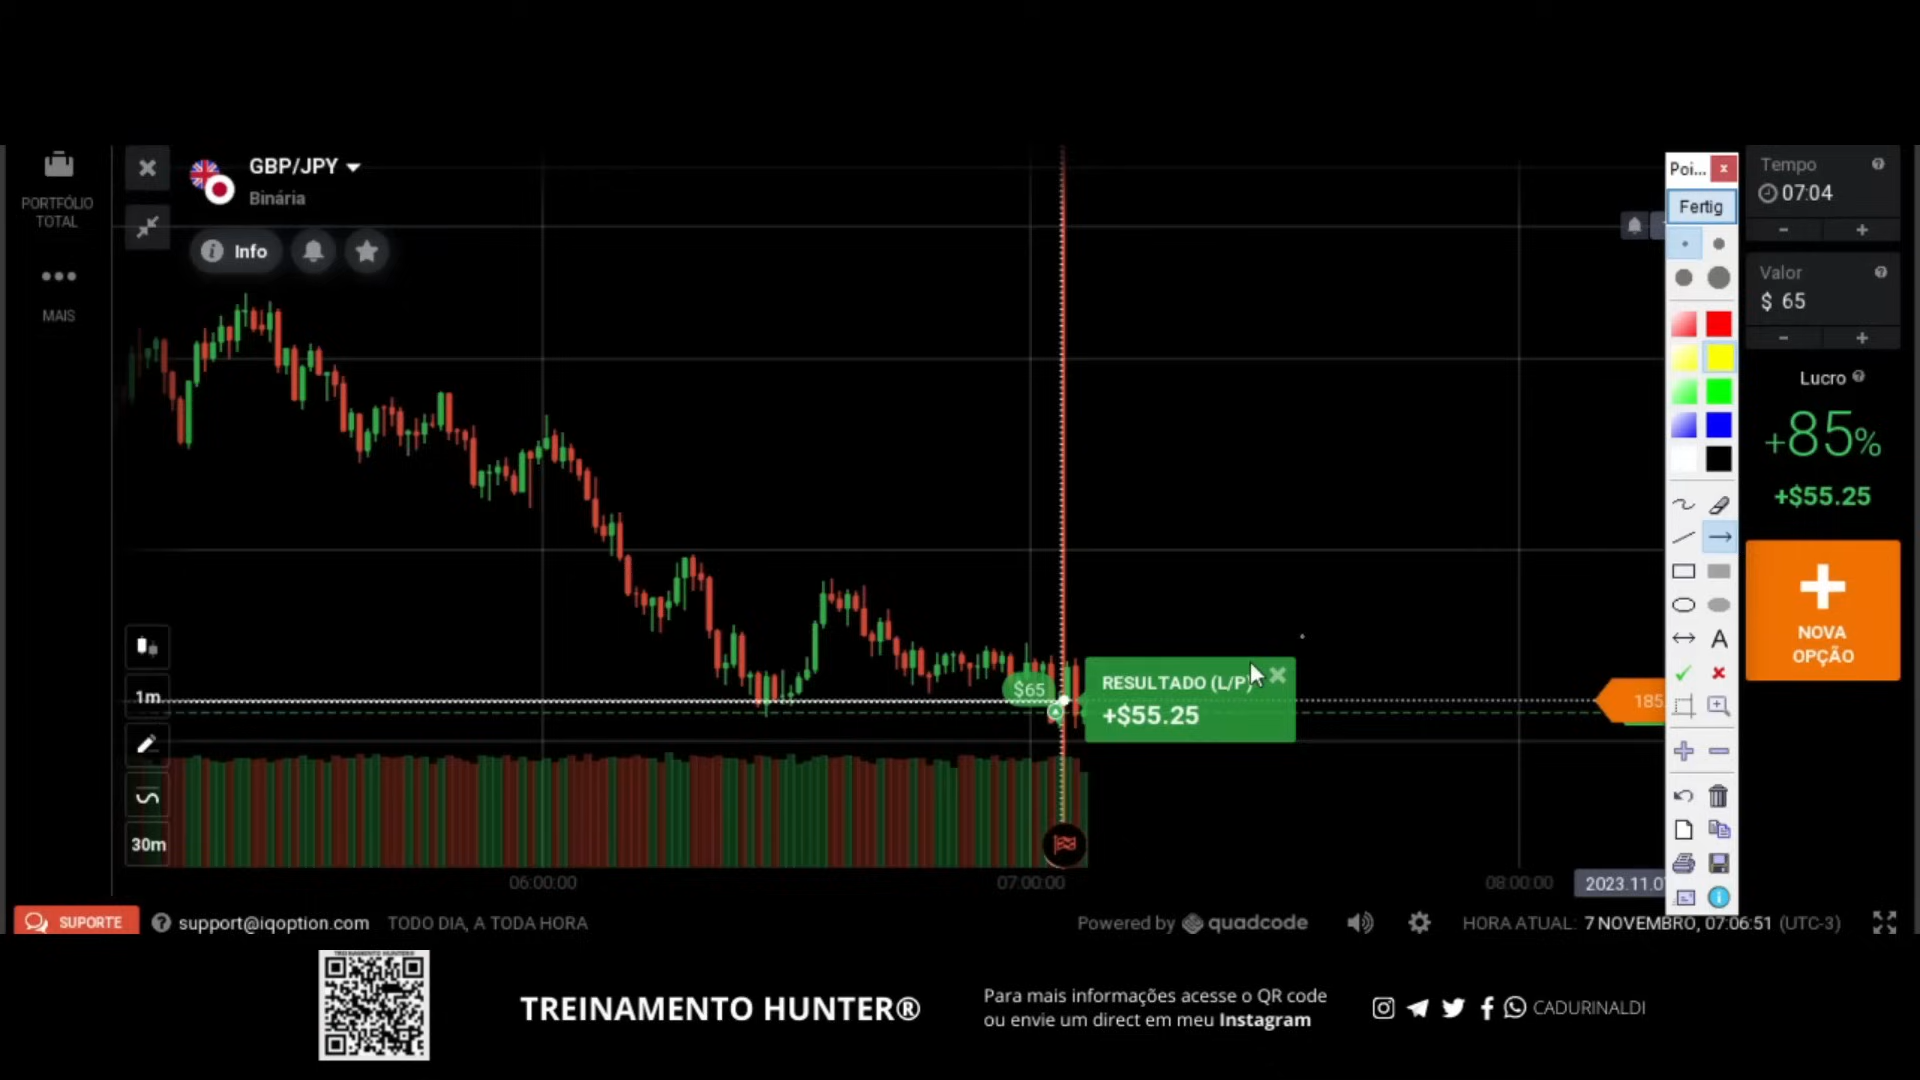 PORTFÓLIO
TOTAL
MAIS
GBP/JPY
Binária
Info
1m
30m
$65
RESULTADO (L/P)
+$55.25
185
06:00:00
07:00:00
08:00:00
Poi...
Fertig
A
Tempo
07:04
Valor
$ 65
Lucro
+85%
+$55.25
NOVA
OPÇÃO
SUPORTE
support@iqoption.com
TODO DIA, A TODA HORA
Powered by quadcode
HORA ATUAL: 7 NOVEMBRO, 07:06:51 (UTC-3)
TREINAMENTO HUNTER®
Para mais informações acesse o QR code
ou envie um direct em meu Instagram
CADURINALDI